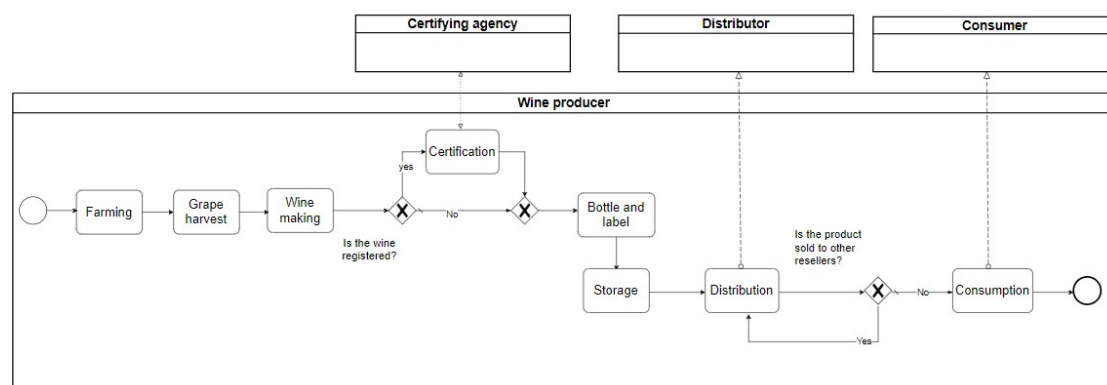 Certifying agency
Distributor
Consumer
Wine producer
Certification
yes
Farming
Grape
harvest
Wine
making
No
Is the wine
registered?
Bottle and
label
Storage
Distribution
Is the product
sold to other
resellers?
No
Yes
Consumption